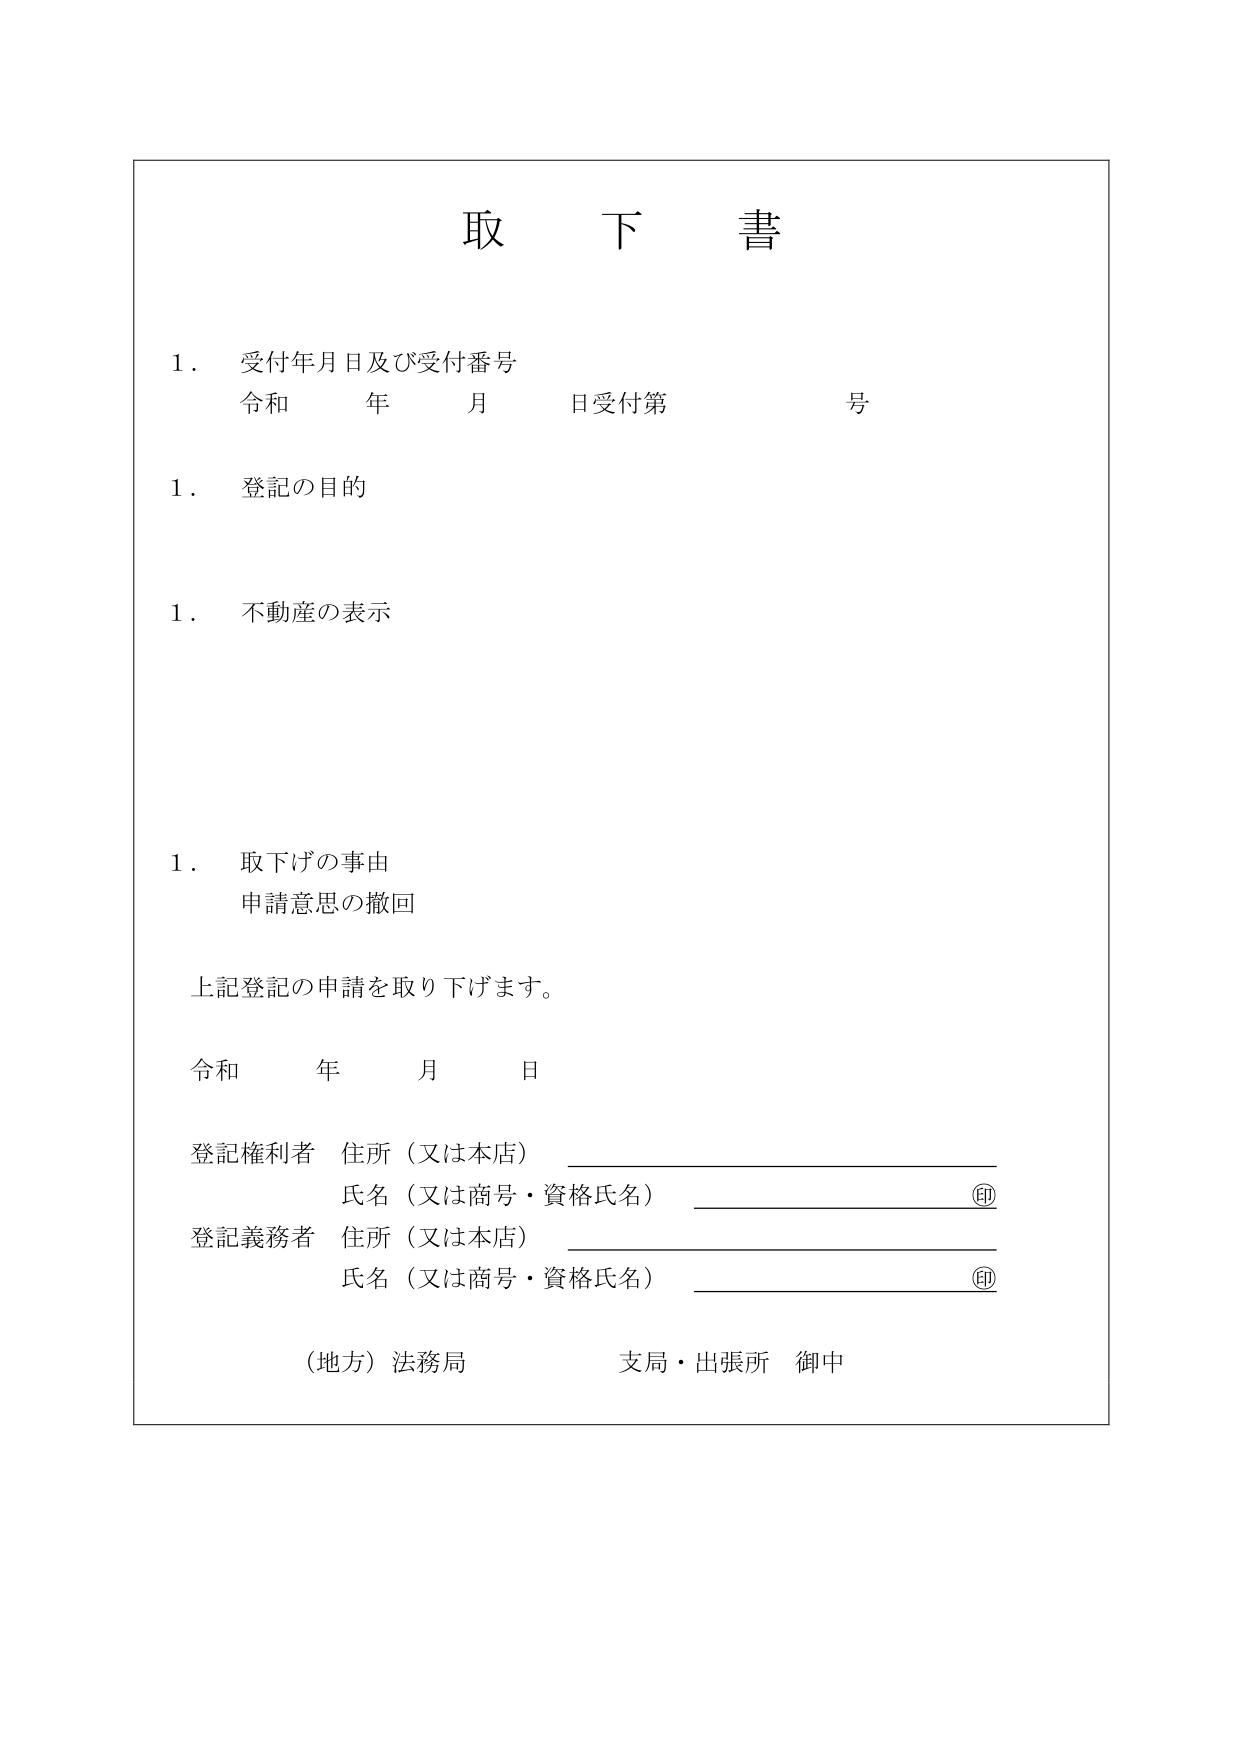 取　下　書
１．　受付年月日及び受付番号
令和　　　年　　　月　　　日受付第　　　　　　　号
１．　登記の目的
１．　不動産の表示
１．　取下げの事由
申請意思の撤回
上記登記の申請を取り下げます。
令和　　　年　　　月　　　日
登記権利者　住所（又は本店）
氏名（又は商号・資格氏名）　㊞
登記義務者　住所（又は本店）
氏名（又は商号・資格氏名）　㊞
（地方）法務局　　　　　　支局・出張所　御中